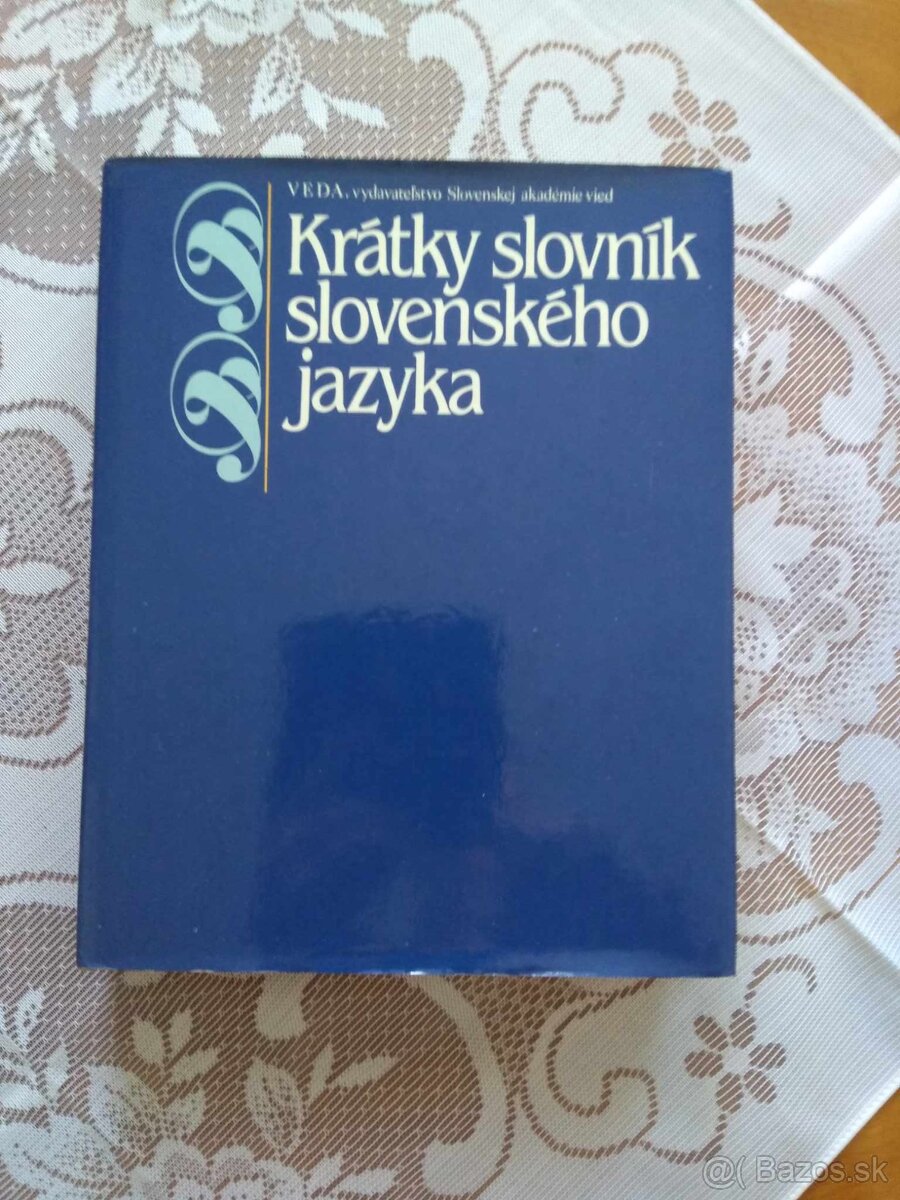 VEDA, vydavateľstvo Slovenskej akadémie vied
Krátky slovník
slovenského
jazyka
@( Bazos.sk